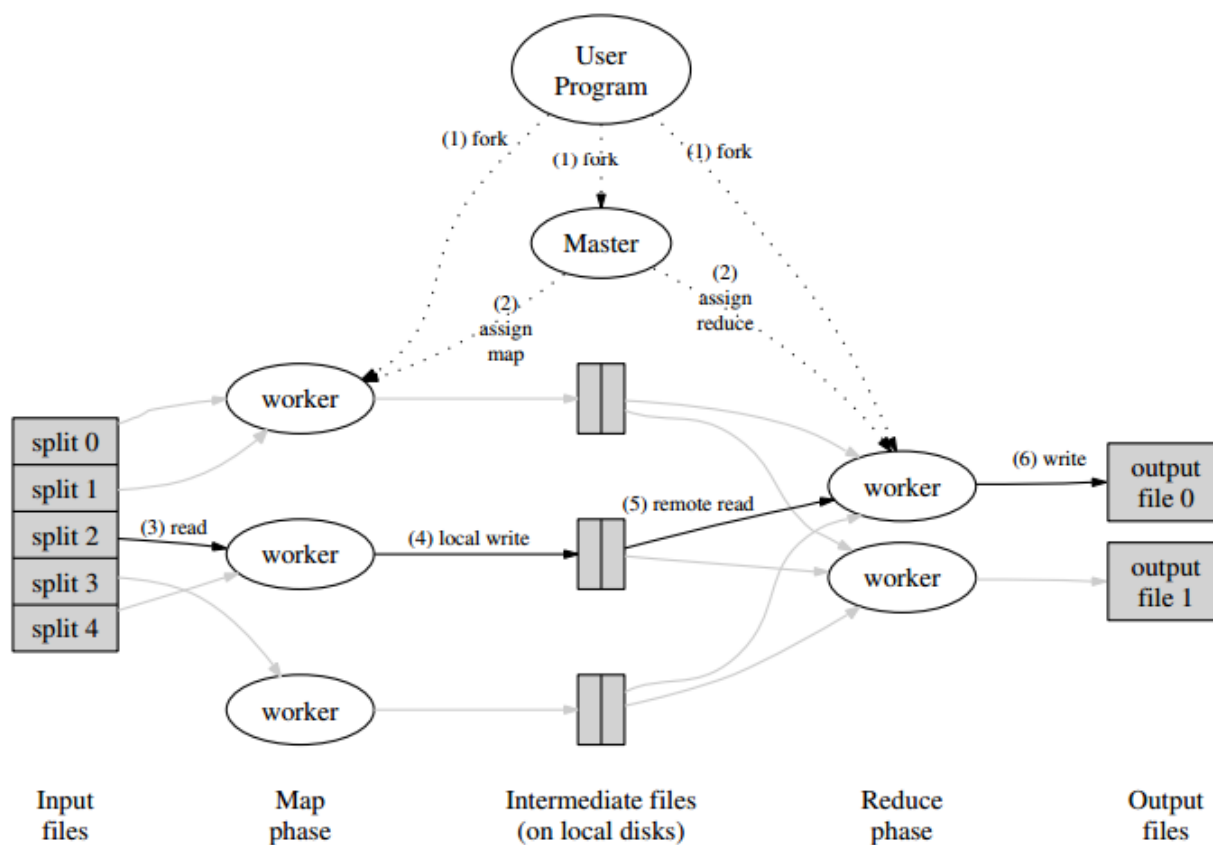 User
Program
(1) fork
(1) fork
(1) fork
Master
(2)
assign
map
(2)
assign
reduce
split 0
split 1
split 2
split 3
split 4
worker
(3) read
worker
(4) local write
worker
(5) remote read
worker
(6) write
output
file 0
worker
output
file 1
Input
files
Map
phase
Intermediate files
(on local disks)
Reduce
phase
Output
files